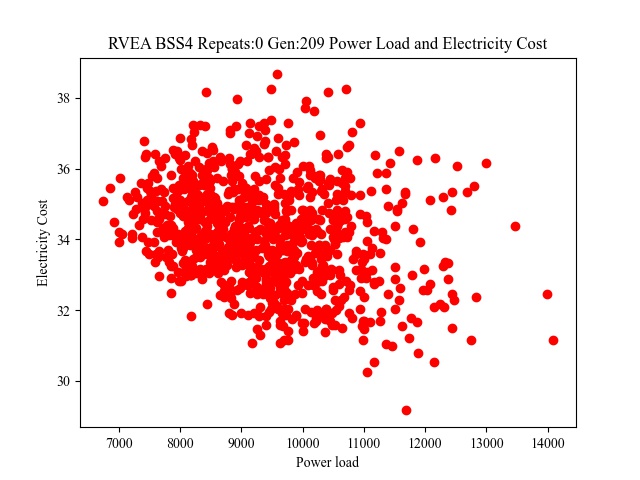 RVEA BSS4 Repeats:0 Gen:209 Power Load and Electricity Cost
38
36
34
32
30
Electricity Cost
7000 8000 9000 10000 11000 12000 13000 14000
Power load